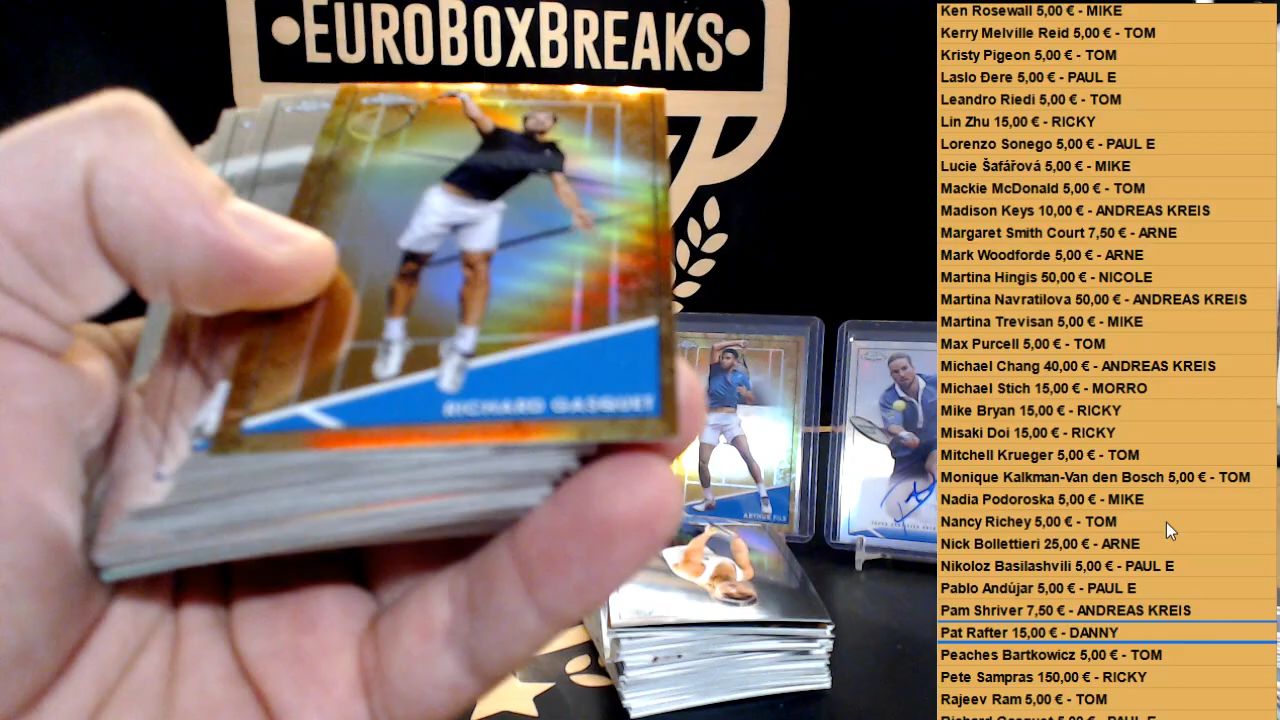 EUROBOXBREAKS
RICHARD GASQUET
ARTHUR FILS
Ken Rosewall 5,00 € - MIKE
Kerry Melville Reid 5,00 € - TOM
Kristy Pigeon 5,00 € - TOM
Laslo Đere 5,00 € - PAUL E
Leandro Riedi 5,00 € - TOM
Lin Zhu 15,00 € - RICKY
Lorenzo Sonego 5,00 € - PAUL E
Lucie Šafářová 5,00 € - MIKE
Mackie McDonald 5,00 € - TOM
Madison Keys 10,00 € - ANDREAS KREIS
Margaret Smith Court 7,50 € - ARNE
Mark Woodforde 5,00 € - ARNE
Martina Hingis 50,00 € - NICOLE
Martina Navratilova 50,00 € - ANDREAS KREIS
Martina Trevisan 5,00 € - MIKE
Max Purcell 5,00 € - TOM
Michael Chang 40,00 € - ANDREAS KREIS
Michael Stich 15,00 € - MORRO
Mike Bryan 15,00 € - RICKY
Misaki Doi 15,00 € - RICKY
Mitchell Krueger 5,00 € - TOM
Monique Kalkman-Van den Bosch 5,00 € - TOM
Nadia Podoroska 5,00 € - MIKE
Nancy Richey 5,00 € - TOM
Nick Bollettieri 25,00 € - ARNE
Nikoloz Basilashvili 5,00 € - PAUL E
Pablo Andújar 5,00 € - PAUL E
Pam Shriver 7,50 € - ANDREAS KREIS
Pat Rafter 15,00 € - DANNY
Peaches Bartkowicz 5,00 € - TOM
Pete Sampras 150,00 € - RICKY
Rajeev Ram 5,00 € - TOM
Richard Gasquet 5,00 € - PAUL E